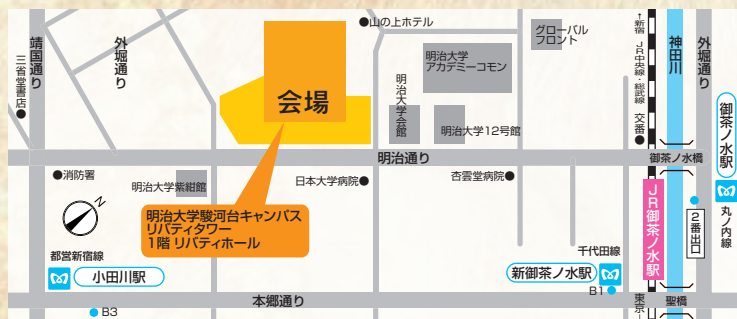 靖国通り
外堀通り
三省堂書店
山の上ホテル
会場
グローバル
フロント
明治大学
アカデミーコモン
明治大学会館
明治大学12号館
↑新宿
JR中央線・総武線
交番
神田川
外堀通り
御茶ノ水駅
丸ノ内線
明治通り
御茶ノ水橋
消防署
明治大学紫紺館
日本大学病院
杏雲堂病院
N
明治大学駿河台キャンパス
リバティタワー
1階 リバティホール
JR御茶ノ水駅
2番出口
都営新宿線
小川町駅
千代田線
新御茶ノ水駅
B1
本郷通り
東京
聖橋
B3